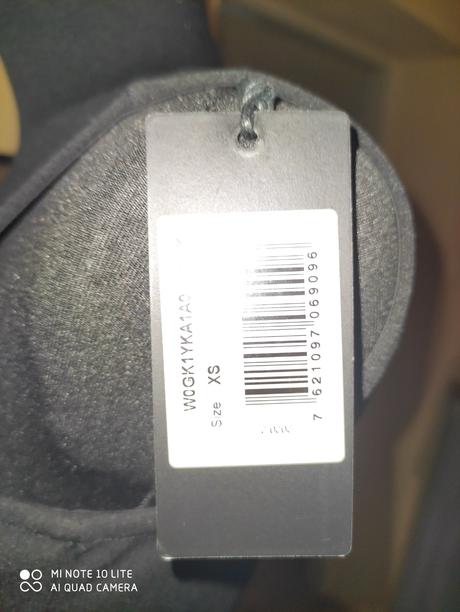 W0GK1YKA1A0
Size XS
7 621097 069096
MI NOTE 10 LITE
AI QUAD CAMERA